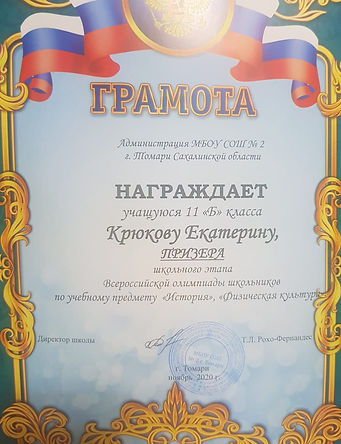 ГРАМОТА
Администрация МБОУ СОШ № 2
г. Томари Сахалинской области
НАГРАЖДАЕТ
учащуюся 11 «Б» класса
Крюкову Екатерину,
ПРИЗЕРА
школьного этапа
Всероссийской олимпиады школьников
по учебному предмету «История», «Физическая культура
Директор школы
Т.Л. Рохо-Фернандес
г. Томари
ноябрь 2020 г.